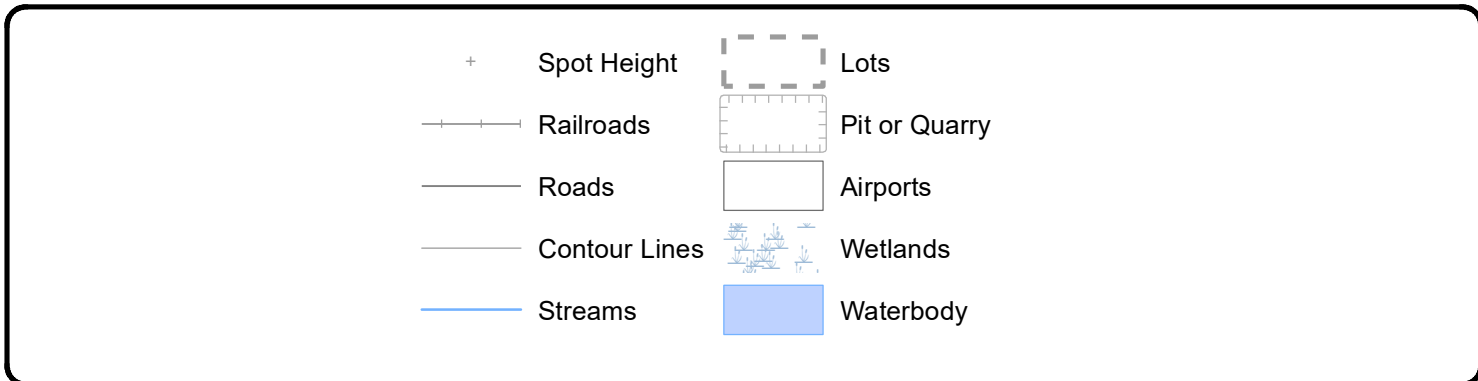 Spot Height
Railroads
Roads
Contour Lines
Streams
Lots
Pit or Quarry
Airports
Wetlands
Waterbody